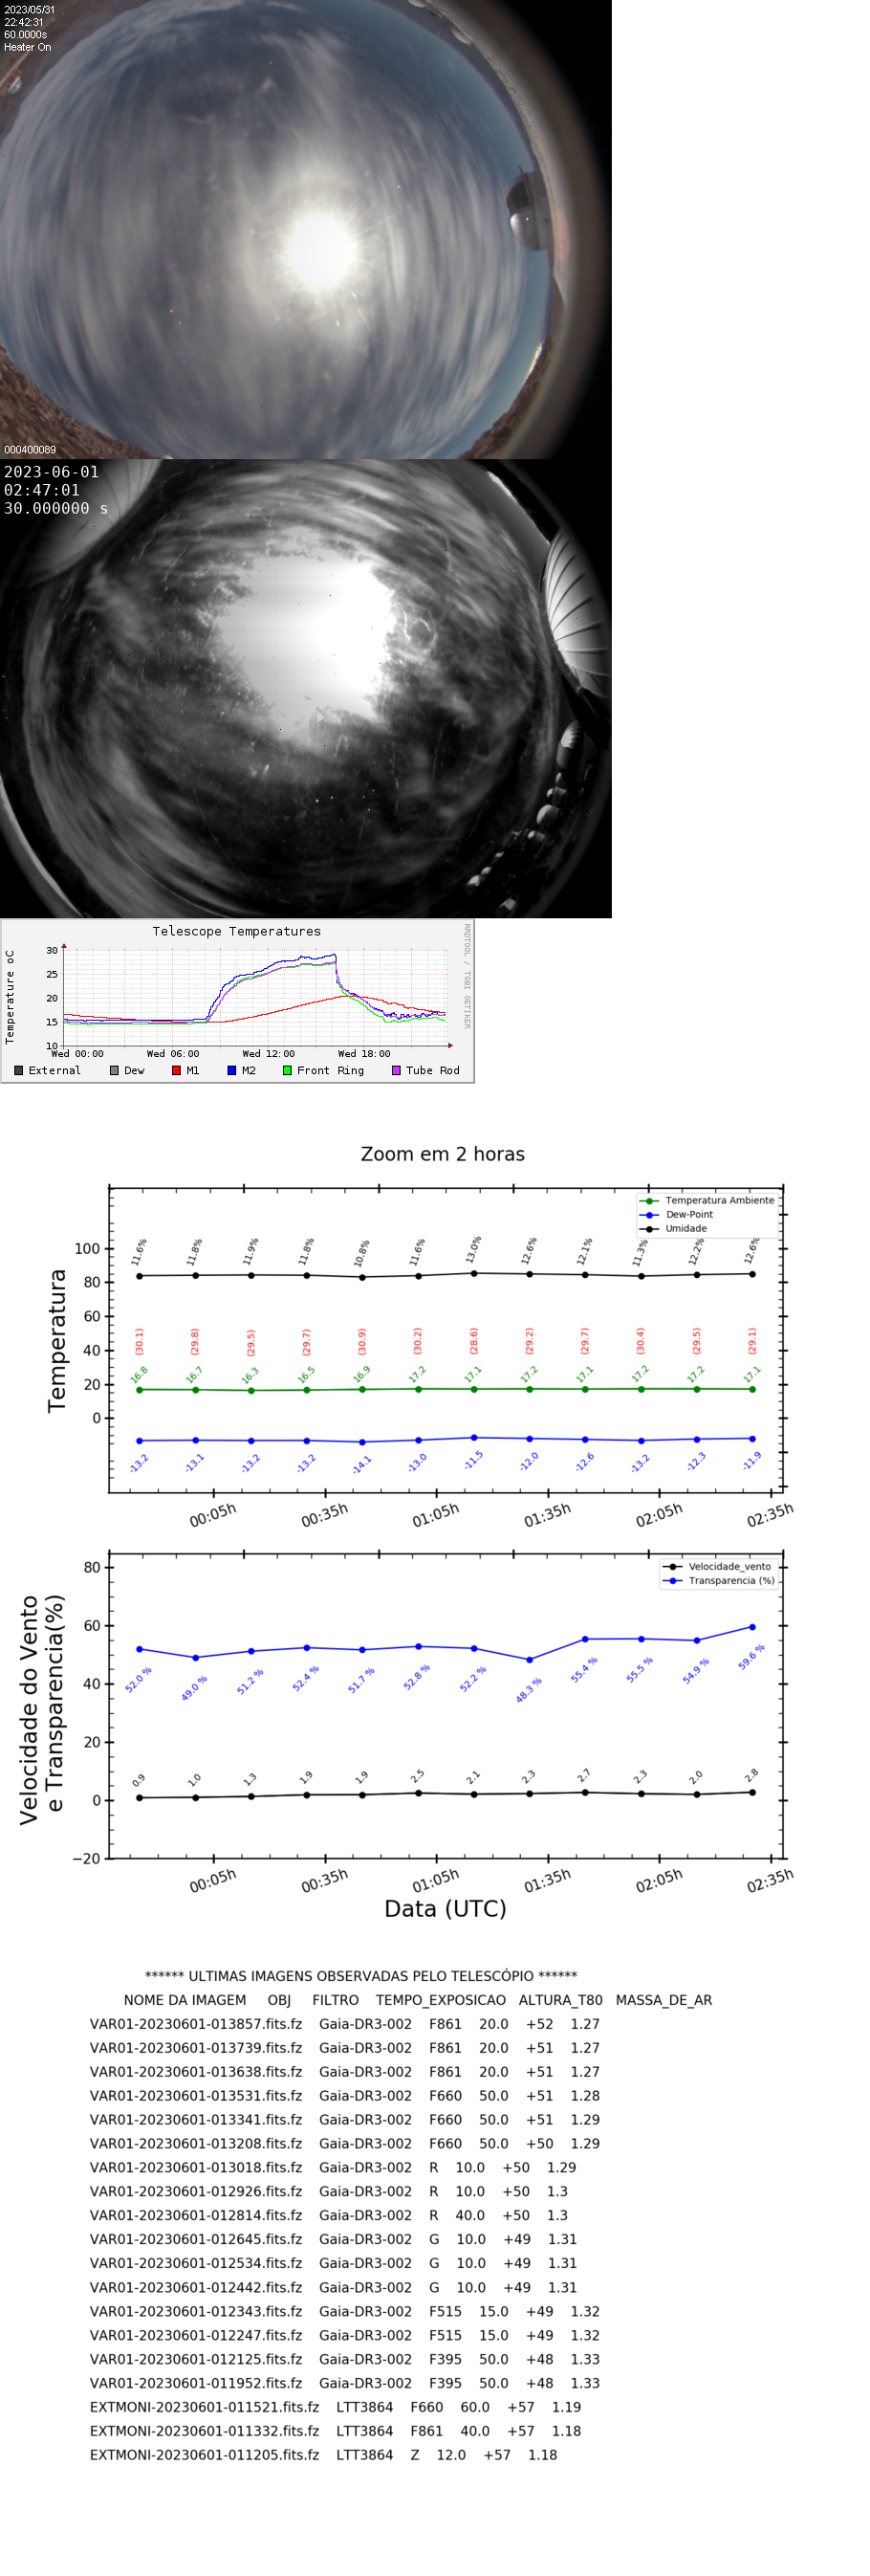 2023/05/31
22:42:31
60.0000s
Heater On
000400089
2023-06-01
02:47:01
30.000000 s
Telescope Temperatures
RRDTOOL / TOBI OETIKER
Temperature oC
30
25
20
15
10
Wed 00:00 Wed 06:00 Wed 12:00 Wed 18:00
External Dew M1 M2 Front Ring Tube Rod
Zoom em 2 horas
Temperatura Ambiente
Dew-Point
Umidade
Temperatura
100
80
60
40
20
0
11.6% 11.8% 11.9% 11.8% 10.8% 11.6% 13.0% 12.6% 12.1% 11.3% 12.2% 12.6%
(30.1) (29.8) (29.5) (29.7) (30.9) (30.2) (28.6) (29.2) (29.7) (30.4) (29.5) (29.1)
16.8 16.7 16.3 16.5 16.9 17.2 17.1 17.2 17.1 17.2 17.2 17.1
-13.2 -13.1 -13.2 -13.2 -14.1 -13.0 -11.5 -12.0 -12.6 -13.2 -12.3 -11.9
00:05h 00:35h 01:05h 01:35h 02:05h 02:35h
Velocidade_vento
Transparencia (%)
Velocidade do Vento
e Transparencia(%)
80
60
40
20
0
−20
52.0 % 49.0 % 51.2 % 52.4 % 51.7 % 52.8 % 52.2 % 48.3 % 55.4 % 55.5 % 54.9 % 59.6 %
0.9 1.0 1.3 1.9 1.9 2.5 2.1 2.3 2.7 2.3 2.0 2.8
00:05h 00:35h 01:05h 01:35h 02:05h 02:35h
Data (UTC)
****** ULTIMAS IMAGENS OBSERVADAS PELO TELESCÓPIO ******
NOME DA IMAGEM OBJ FILTRO TEMPO_EXPOSICAO ALTURA_T80 MASSA_DE_AR
VAR01-20230601-013857.fits.fz Gaia-DR3-002 F861 20.0 +52 1.27
VAR01-20230601-013739.fits.fz Gaia-DR3-002 F861 20.0 +51 1.27
VAR01-20230601-013638.fits.fz Gaia-DR3-002 F861 20.0 +51 1.27
VAR01-20230601-013531.fits.fz Gaia-DR3-002 F660 50.0 +51 1.28
VAR01-20230601-013341.fits.fz Gaia-DR3-002 F660 50.0 +51 1.29
VAR01-20230601-013208.fits.fz Gaia-DR3-002 F660 50.0 +50 1.29
VAR01-20230601-013018.fits.fz Gaia-DR3-002 R 10.0 +50 1.29
VAR01-20230601-012926.fits.fz Gaia-DR3-002 R 10.0 +50 1.3
VAR01-20230601-012814.fits.fz Gaia-DR3-002 R 40.0 +50 1.3
VAR01-20230601-012645.fits.fz Gaia-DR3-002 G 10.0 +49 1.31
VAR01-20230601-012534.fits.fz Gaia-DR3-002 G 10.0 +49 1.31
VAR01-20230601-012442.fits.fz Gaia-DR3-002 G 10.0 +49 1.31
VAR01-20230601-012343.fits.fz Gaia-DR3-002 F515 15.0 +49 1.32
VAR01-20230601-012247.fits.fz Gaia-DR3-002 F515 15.0 +49 1.32
VAR01-20230601-012125.fits.fz Gaia-DR3-002 F395 50.0 +48 1.33
VAR01-20230601-011952.fits.fz Gaia-DR3-002 F395 50.0 +48 1.33
EXTMONI-20230601-011521.fits.fz LTT3864 F660 60.0 +57 1.19
EXTMONI-20230601-011332.fits.fz LTT3864 F861 40.0 +57 1.18
EXTMONI-20230601-011205.fits.fz LTT3864 Z 12.0 +57 1.18